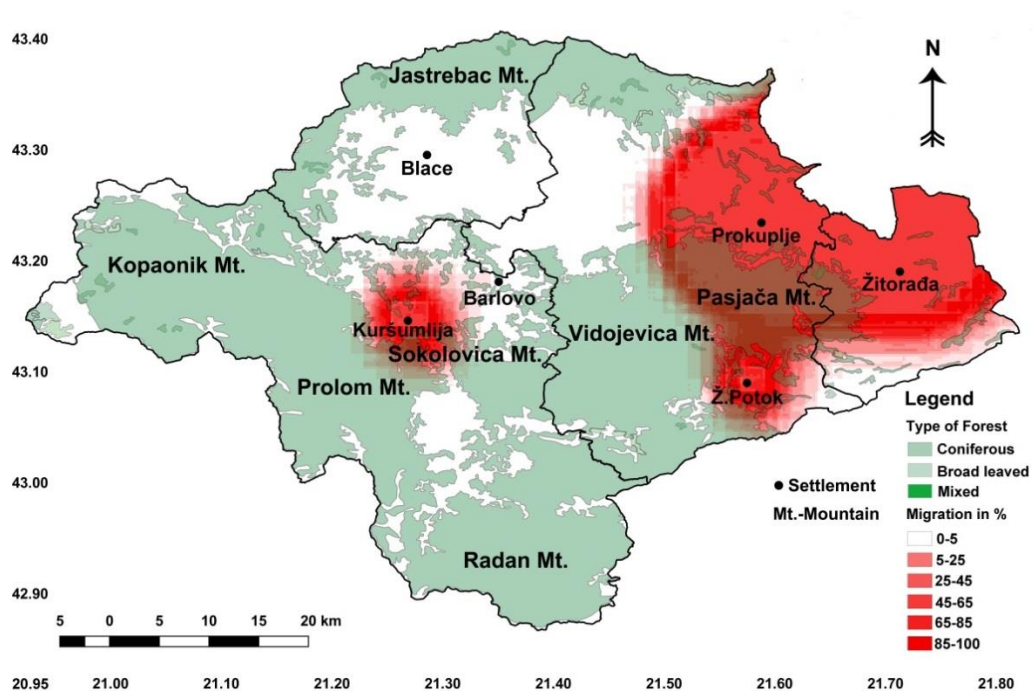 43.40
N
Jastrebac Mt.
43.30
Blace
Prokuplje
43.20
Kopaonik Mt.
Žitorađa
Barlovo
Pasjača Mt.
Kuršumlija
Vidojevica Mt.
Sokolovica Mt.
43.10
Prolom Mt.
Ž.Potok
Legend
Type of Forest
Coniferous
Broad leaved
Mixed
43.00
Settlement
Mt.-Mountain
Migration in %
0-5
5-25
25-45
45-65
65-85
85-100
Radan Mt.
42.90
5 0 5 10 15 20 km
20.95 21.00 21.10 21.20 21.30 21.40 21.50 21.60 21.70 21.80